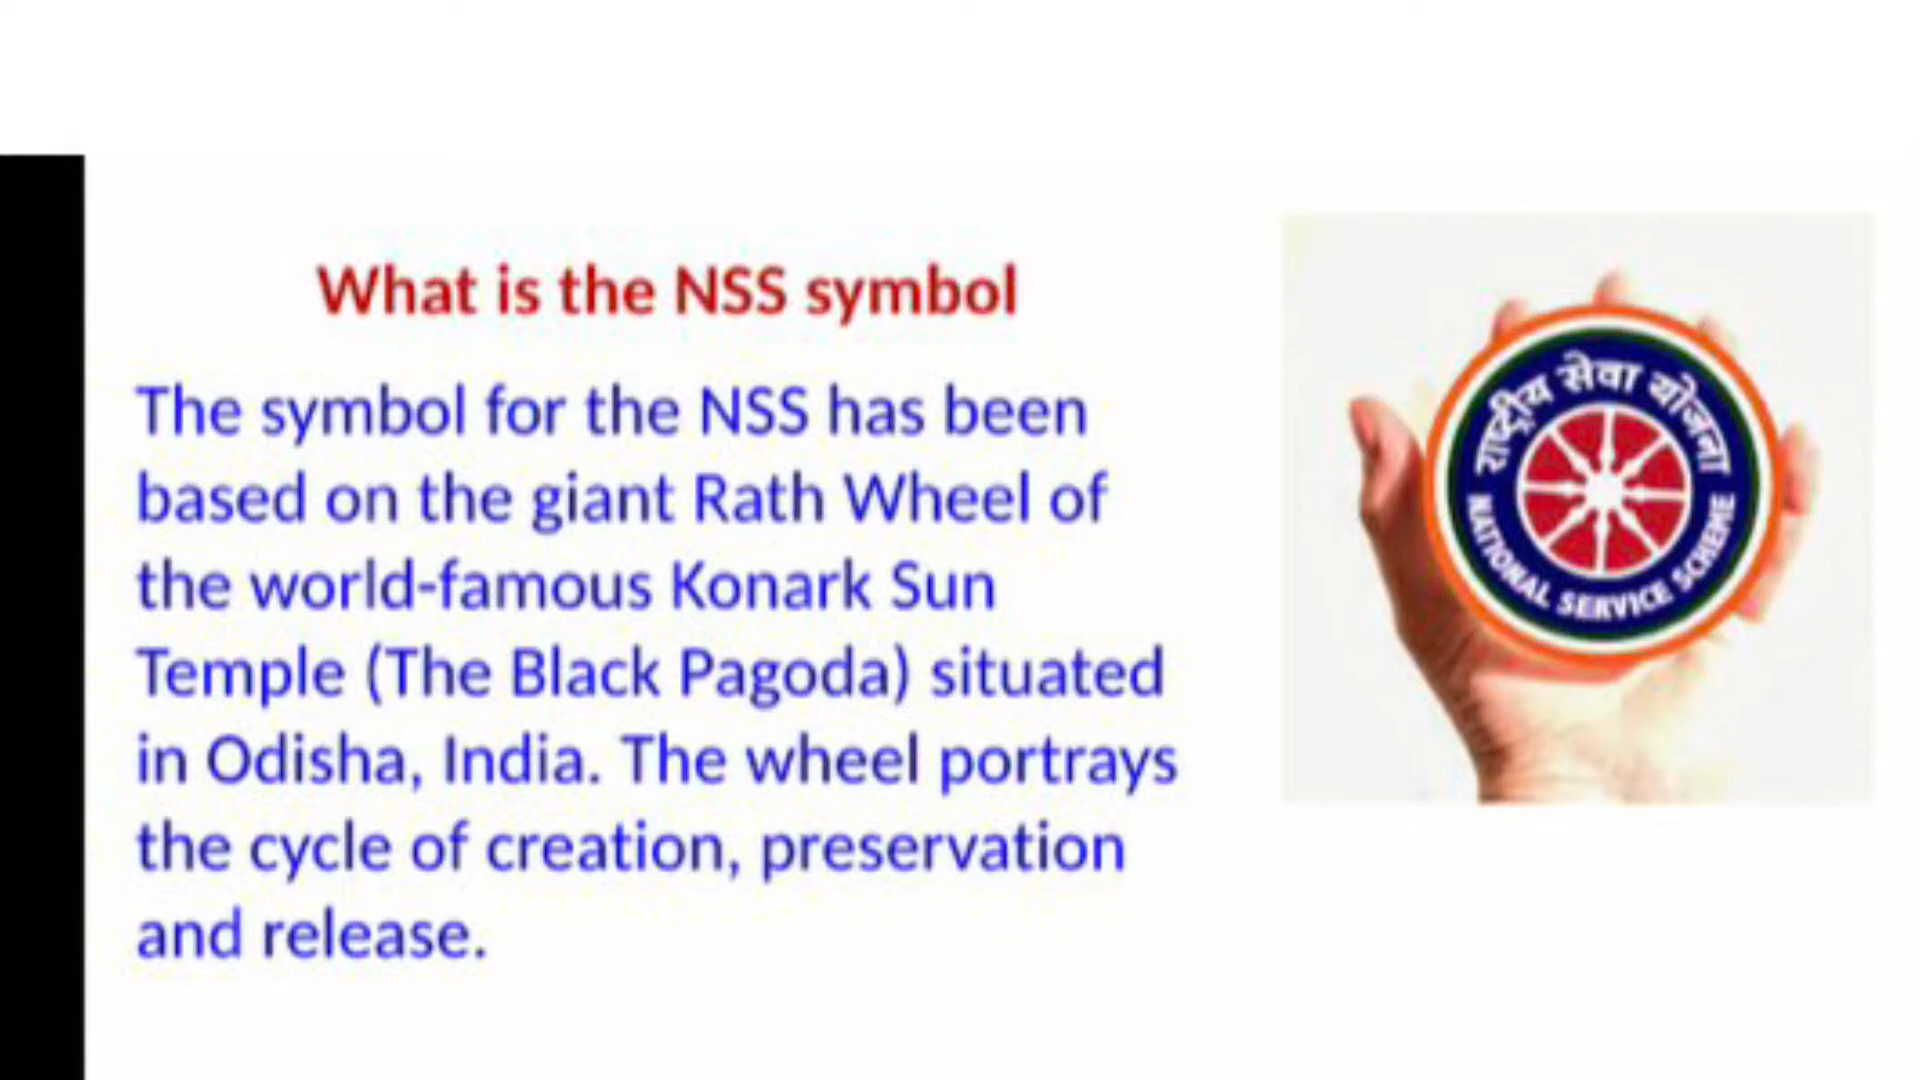 What is the NSS symbol
The symbol for the NSS has been
based on the giant Rath Wheel of
the world-famous Konark Sun
Temple (The Black Pagoda) situated
in Odisha, India. The wheel portrays
the cycle of creation, preservation
and release.
राष्ट्रीय सेवा योजना
NATIONAL SERVICE SCHEME